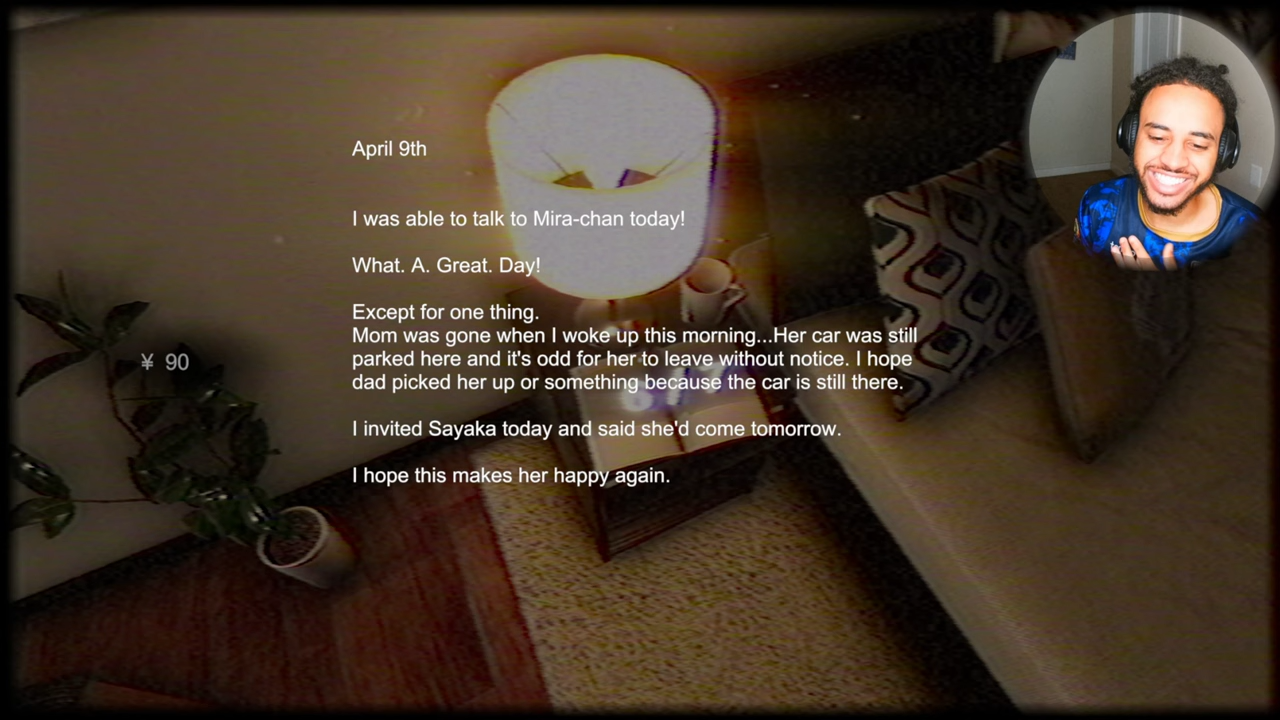 April 9th
I was able to talk to Mira-chan today!
What. A. Great. Day!
Except for one thing.
Mom was gone when I woke up this morning...Her car was still
parked here and it's odd for her to leave without notice. I hope
dad picked her up or something because the car is still there.
¥ 90
I invited Sayaka today and said she'd come tomorrow.
I hope this makes her happy again.